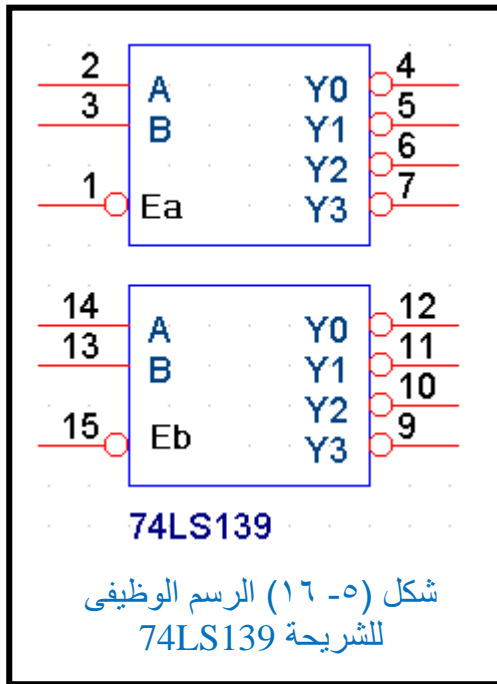 2 A Y0 4
3 B Y1 5
Y2 6
1 Ea Y3 7
14 A Y0 12
13 B Y1 11
Y2 10
15 Eb Y3 9
74LS139
شكل (٥- ١٦) الرسم الوظيفى
للشريحة 74LS139